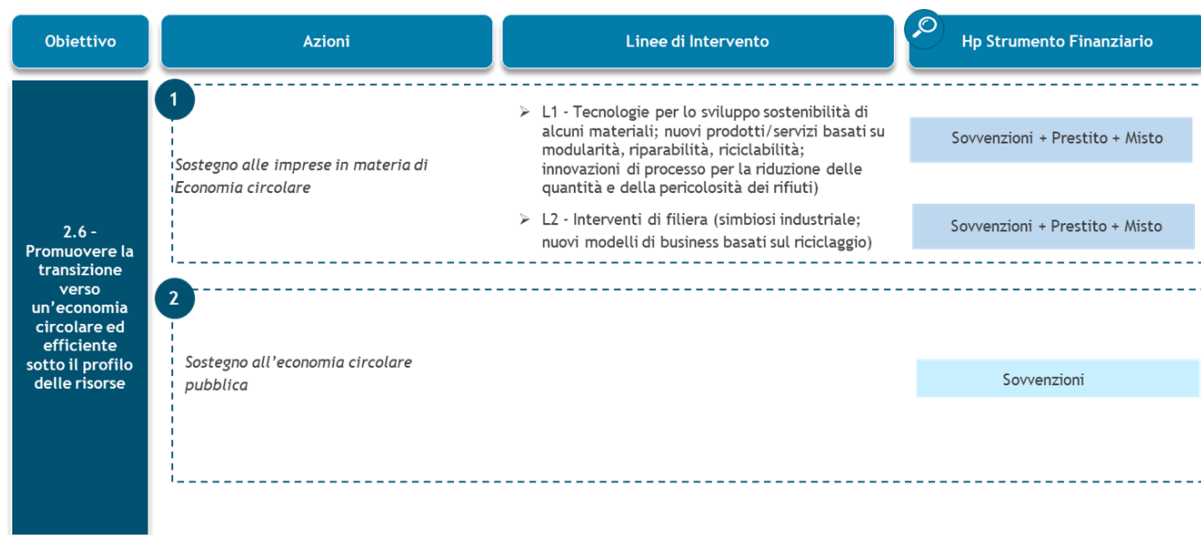 Obiettivo
Azioni
Linee di Intervento
Hp Strumento Finanziario
2.6 –
Promuovere la
transizione
verso
un'economia
circolare ed
efficiente
sotto il profilo
delle risorse
1
Sostegno alle imprese in materia di
Economia circolare
➢ L1 - Tecnologie per lo sviluppo sostenibilità di
alcuni materiali; nuovi prodotti/servizi basati su
modularità, riparabilità, riciclabilità;
innovazioni di processo per la riduzione delle
quantità e della pericolosità dei rifiuti)
Sovvenzioni + Prestito + Misto
➢ L2 - Interventi di filiera (simbiosi industriale;
nuovi modelli di business basati sul riciclaggio)
Sovvenzioni + Prestito + Misto
2
Sostegno all'economia circolare
pubblica
Sovvenzioni